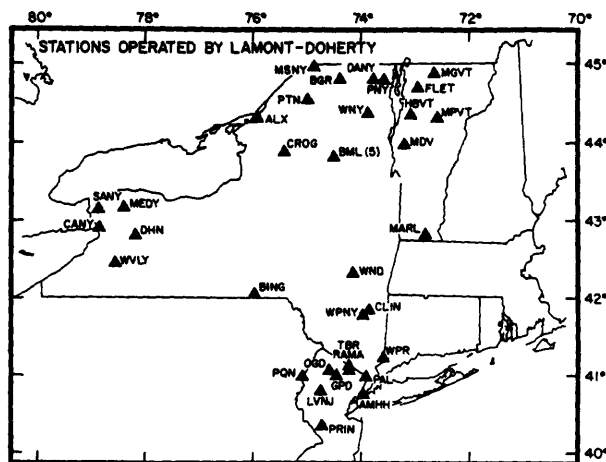 78° 76° 74° 72° 70°
STATIONS OPERATED BY LAMONT-DOHERTY
45°
MSNY
DANY
BGR
PNY
MGVT
FLET
PTN
WNY
HBVT
MPVT
ALX
44°
CROG
BML (5)
MDV
SANY
MEDY
43°
CANY
DHN
MARL
WVLY
WND
BING
42°
WPNY
CLIN
TBR
RAMA
WPR
OGD
PQN
GPD
PAL
41°
LVNJ
AMHH
PRIN
40°